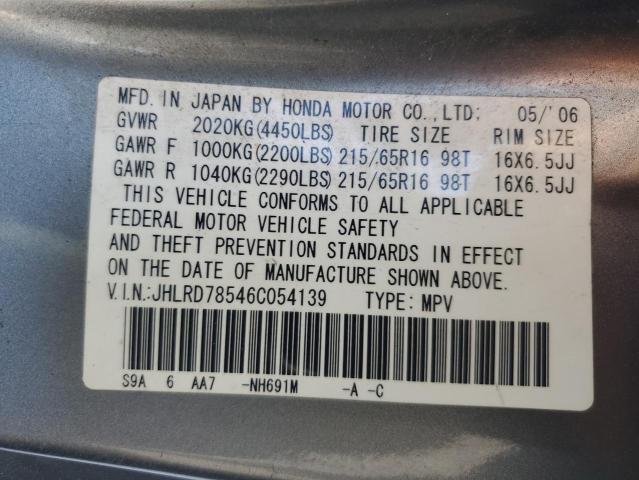 MFD. IN JAPAN BY HONDA MOTOR CO., LTD: 05/'06
GVWR 2020KG(4450LBS) TIRE SIZE RIM SIZE
GAWR F 1000KG(2200LBS) 215/65R16 98T 16X6.5JJ
GAWR R 1040KG(2290LBS) 215/65R16 98T 16X6.5JJ
THIS VEHICLE CONFORMS TO ALL APPLICABLE
FEDERAL MOTOR VEHICLE SAFETY
AND THEFT PREVENTION STANDARDS IN EFFECT
ON THE DATE OF MANUFACTURE SHOWN ABOVE.
V.I.N.:JHLRD78546C054139 TYPE: MPV
S9A 6 AA7 -NH691M -A -C